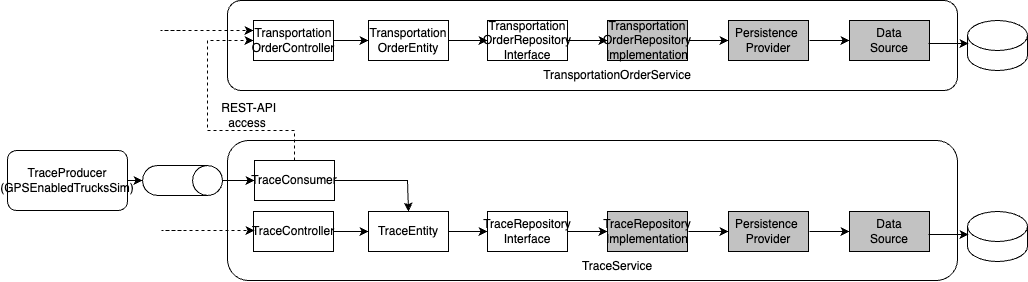 Transportation
OrderController
Transportation
OrderEntity
Transportation
OrderRepository
Interface
Transportation
OrderRepository
Implementation
Persistence
Provider
Data
Source
TransportationOrderService
REST-API
access
TraceProducer
(GPSEnabledTrucksSim)
TraceConsumer
TraceController
TraceEntity
TraceRepository
Interface
TraceRepository
Implementation
Persistence
Provider
Data
Source
TraceService